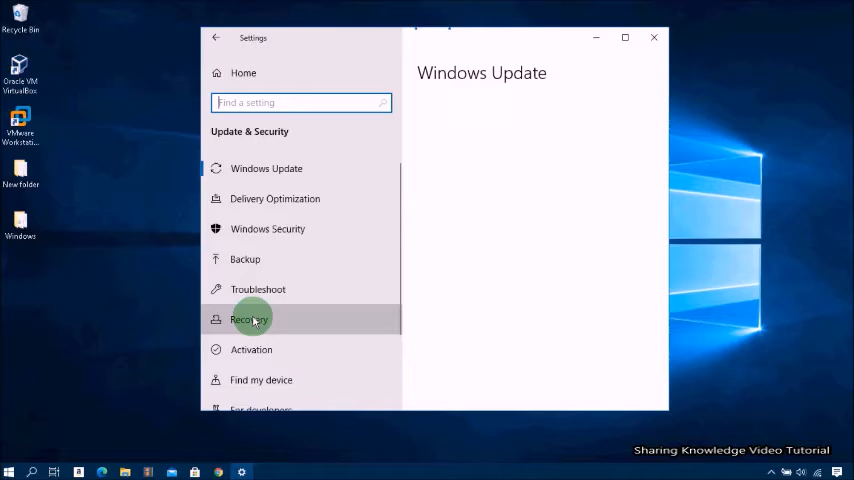 Recycle Bin
Oracle VM
VirtualBox
VMware
Workstati...
New folder
Windows
Settings
Home
Find a setting
Update & Security
Windows Update
Delivery Optimization
Windows Security
Backup
Troubleshoot
Recovery
Activation
Find my device
For developers
Windows Update
Sharing Knowledge Video Tutorial